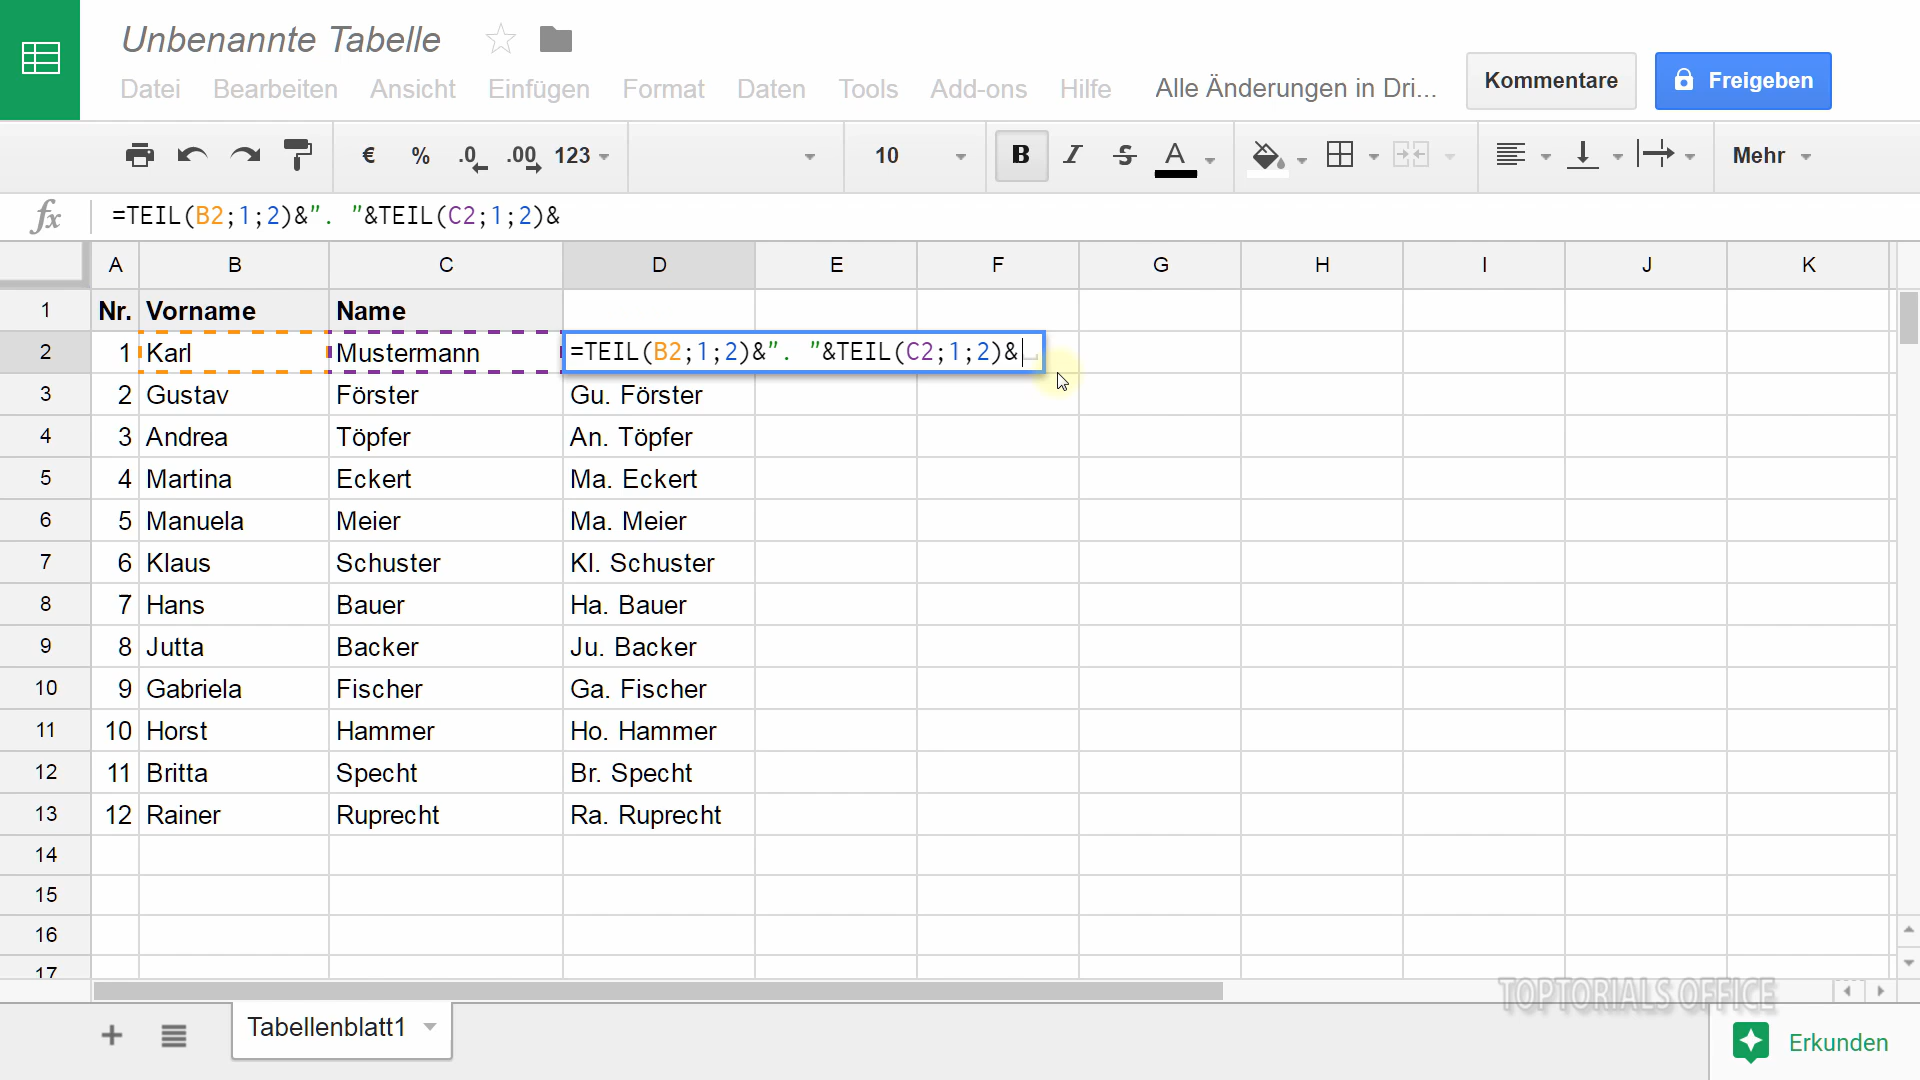 Unbenannte Tabelle
Datei Bearbeiten Ansicht Einfügen Format Daten Tools Add-ons Hilfe Alle Änderungen in Dri...
Kommentare
Freigeben
€ % .0 .00 123 10 B I S A Mehr
fx =TEIL(B2;1;2)&". "&TEIL(C2;1;2)&
A B C D E F G H I J K
1 Nr. Vorname Name
2 1 Karl Mustermann =TEIL(B2;1;2)&". "&TEIL(C2;1;2)&
3 2 Gustav Förster Gu. Förster
4 3 Andrea Töpfer An. Töpfer
5 4 Martina Eckert Ma. Eckert
6 5 Manuela Meier Ma. Meier
7 6 Klaus Schuster Kl. Schuster
8 7 Hans Bauer Ha. Bauer
9 8 Jutta Backer Ju. Backer
10 9 Gabriela Fischer Ga. Fischer
11 10 Horst Hammer Ho. Hammer
12 11 Britta Specht Br. Specht
13 12 Rainer Ruprecht Ra. Ruprecht
14
15
16
17
TOPTORIALS OFFICE
Tabellenblatt1
Erkunden